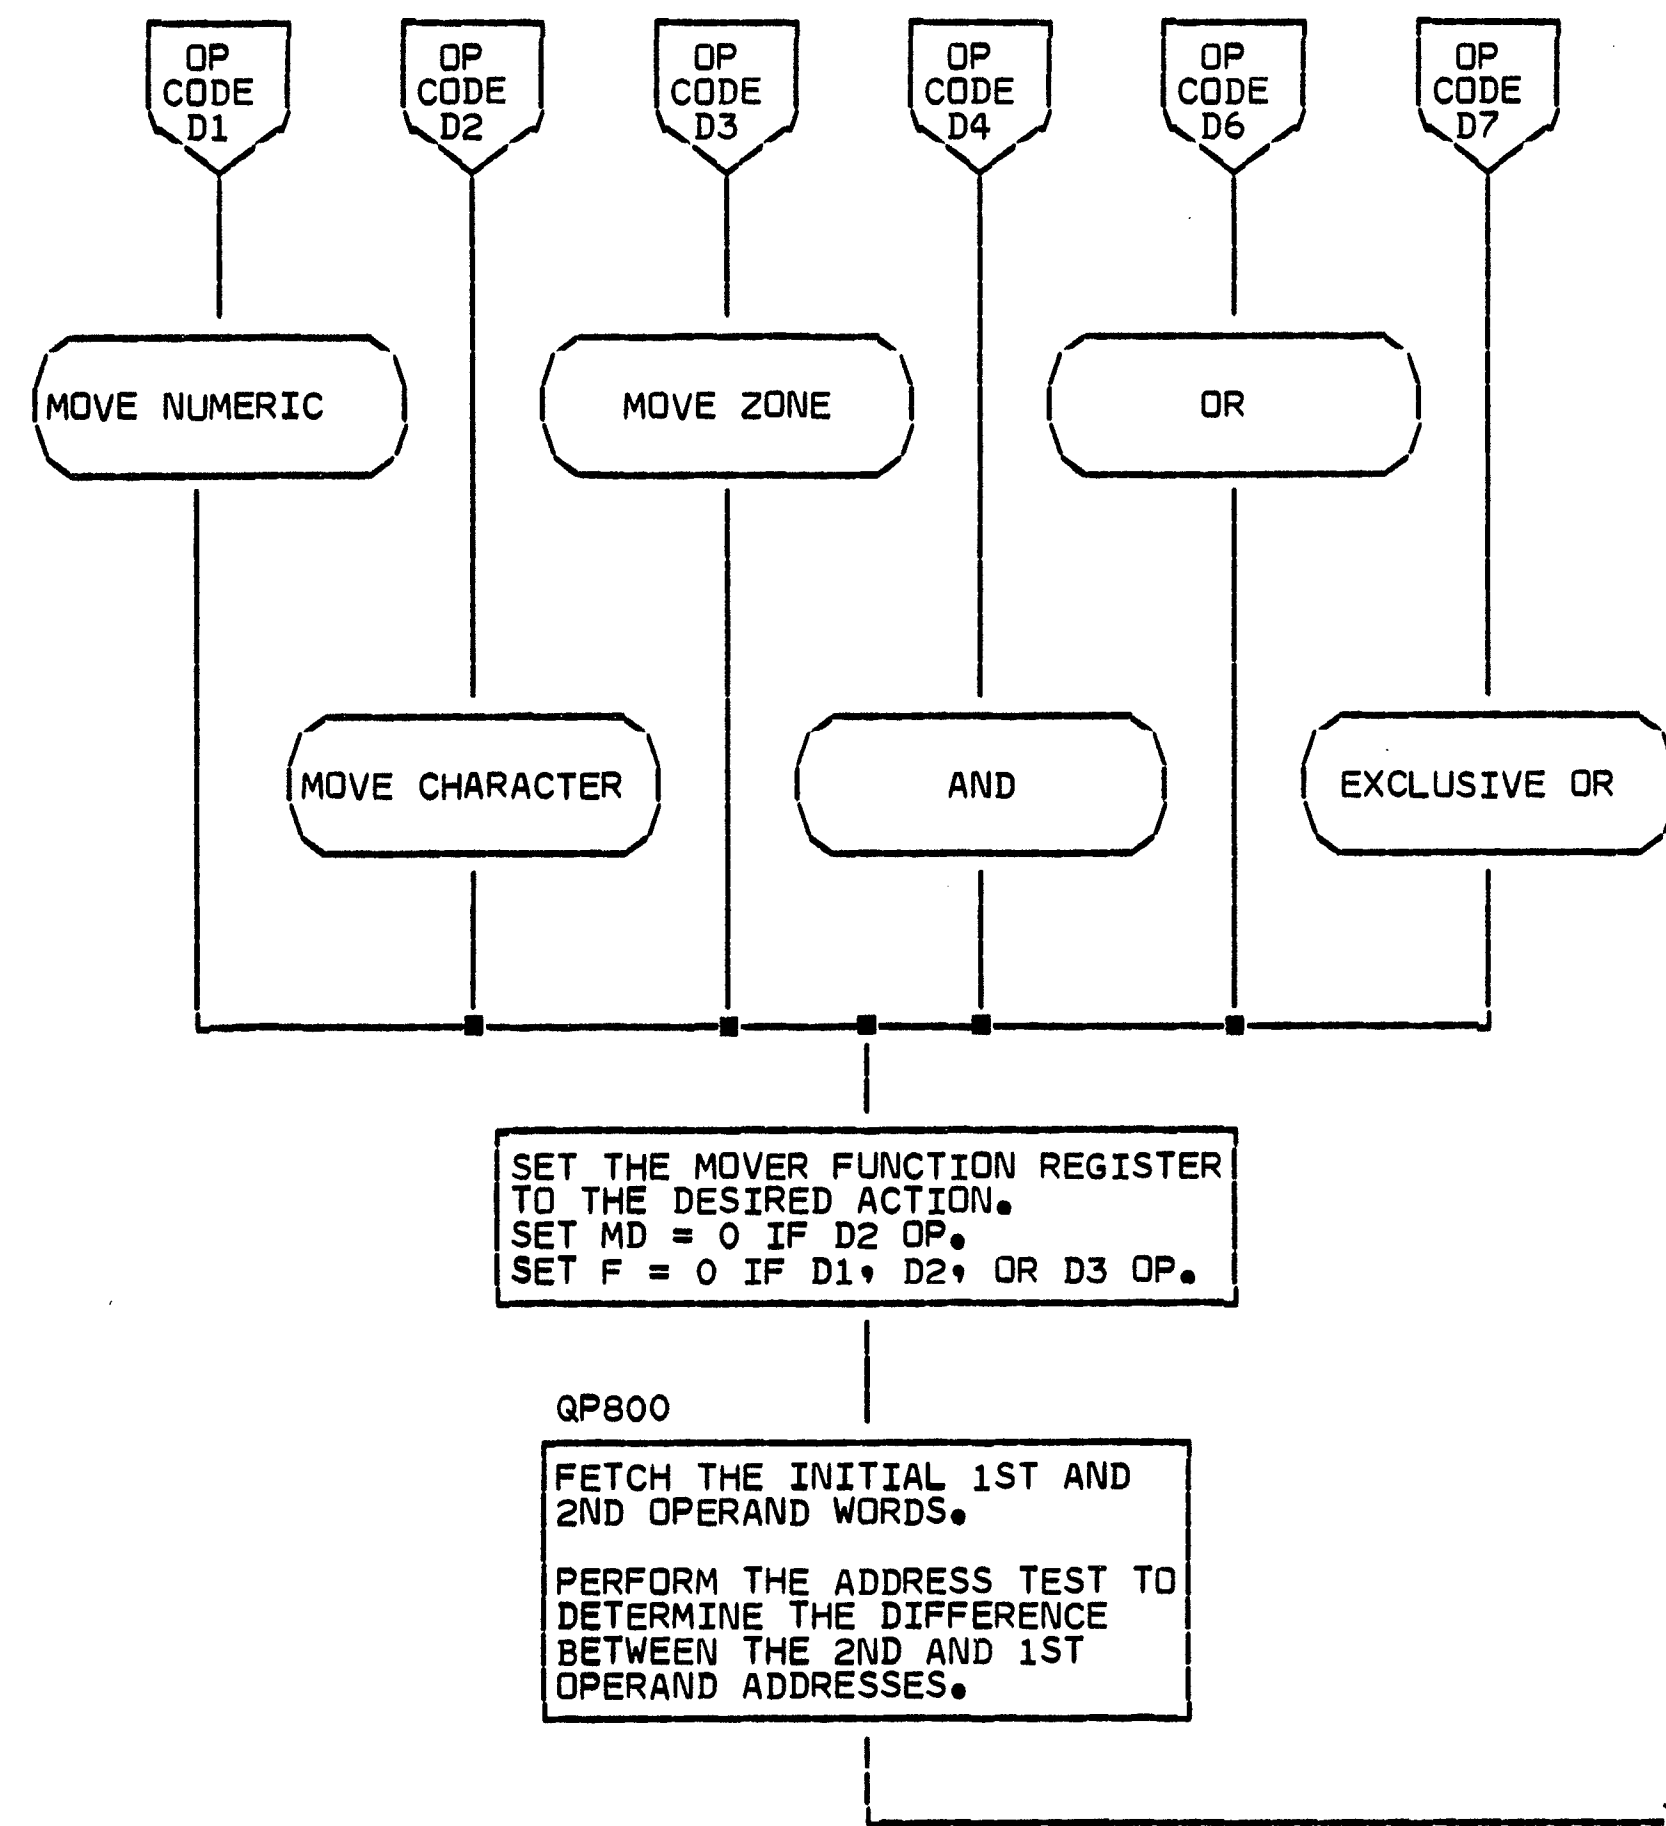 OP
CODE
D1
OP
CODE
D2
OP
CODE
D3
OP
CODE
D4
OP
CODE
D6
OP
CODE
D7
MOVE NUMERIC
MOVE ZONE
OR
MOVE CHARACTER
AND
EXCLUSIVE OR
SET THE MOVER FUNCTION REGISTER
TO THE DESIRED ACTION.
SET MD = 0 IF D2 OP.
SET F = 0 IF D1, D2, OR D3 OP.
QP800
FETCH THE INITIAL 1ST AND
2ND OPERAND WORDS.
PERFORM THE ADDRESS TEST TO
DETERMINE THE DIFFERENCE
BETWEEN THE 2ND AND 1ST
OPERAND ADDRESSES.